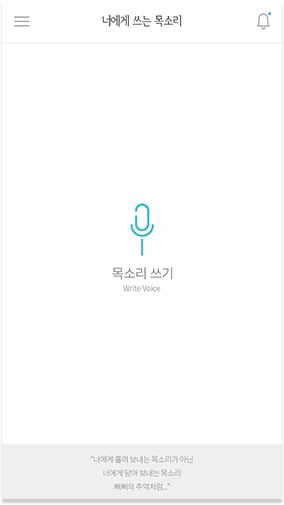 너에게 쓰는 목소리
목소리 쓰기
Write Voice
"너에게 흘려 보내는 목소리가 아닌
너에게 담아 보내는 목소리
삐삐의 추억처럼..."